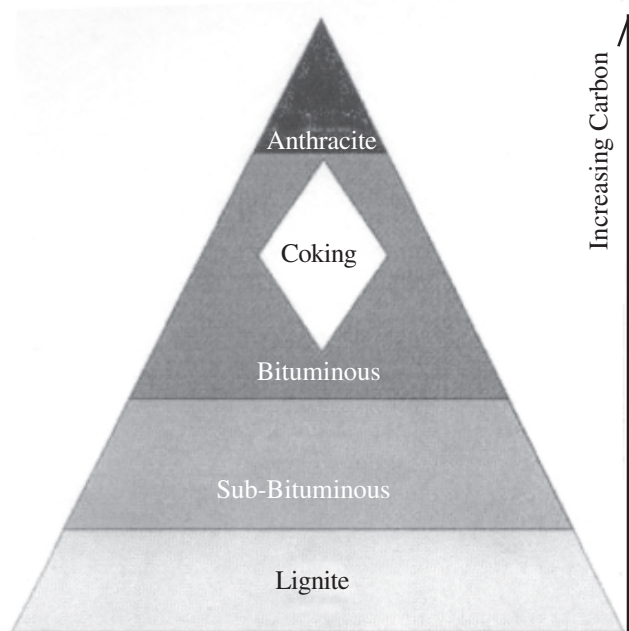 Anthracite
Coking
Bituminous
Sub-Bituminous
Lignite
Increasing Carbon